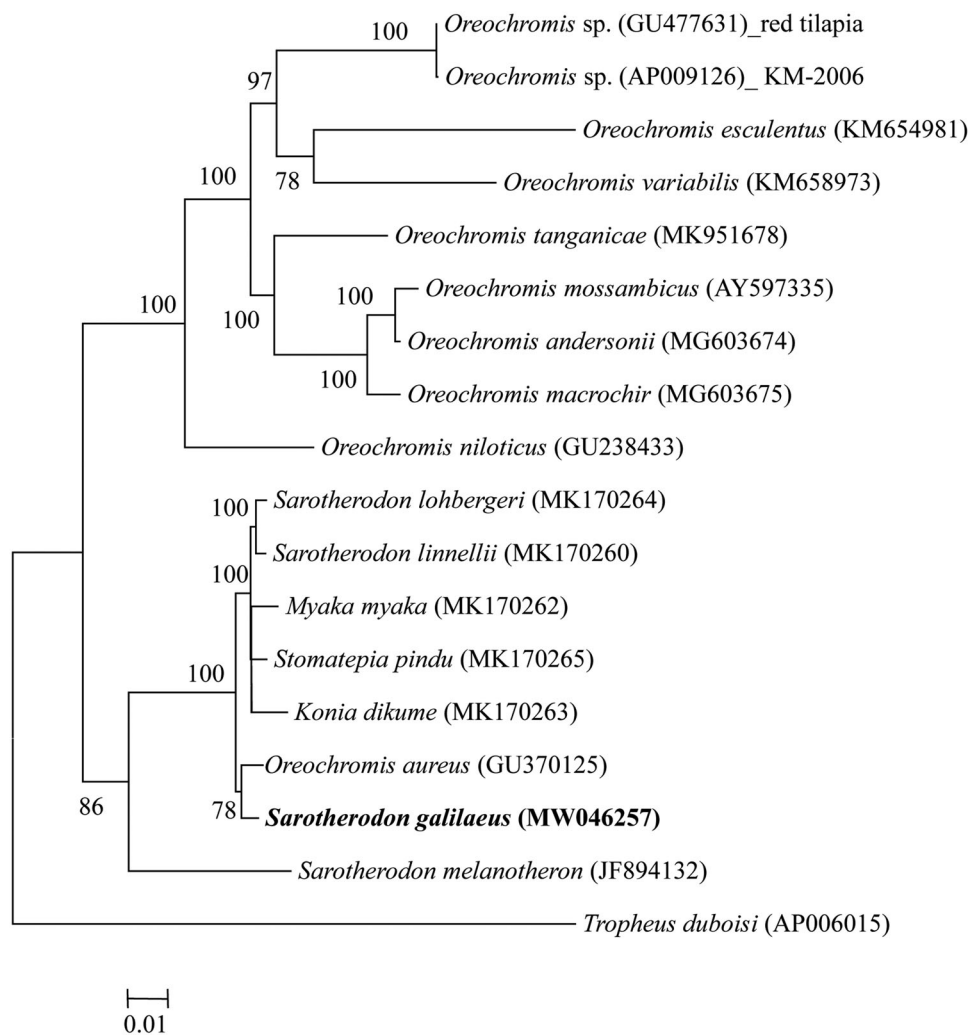 Oreochromis sp. (GU477631)_red tilapia
100
Oreochromis sp. (AP009126)_ KM-2006
97
Oreochromis esculentus (KM654981)
78
Oreochromis variabilis (KM658973)
100
Oreochromis tanganicae (MK951678)
Oreochromis mossambicus (AY597335)
100
100
100
Oreochromis andersonii (MG603674)
100
Oreochromis macrochir (MG603675)
Oreochromis niloticus (GU238433)
Sarotherodon lohbergeri (MK170264)
100
Sarotherodon linnellii (MK170260)
100
Myaka myaka (MK170262)
Stomatepia pindu (MK170265)
100
Konia dikume (MK170263)
Oreochromis aureus (GU370125)
86
78
Sarotherodon galilaeus (MW046257)
Sarotherodon melanotheron (JF894132)
Tropheus duboisi (AP006015)
0.01